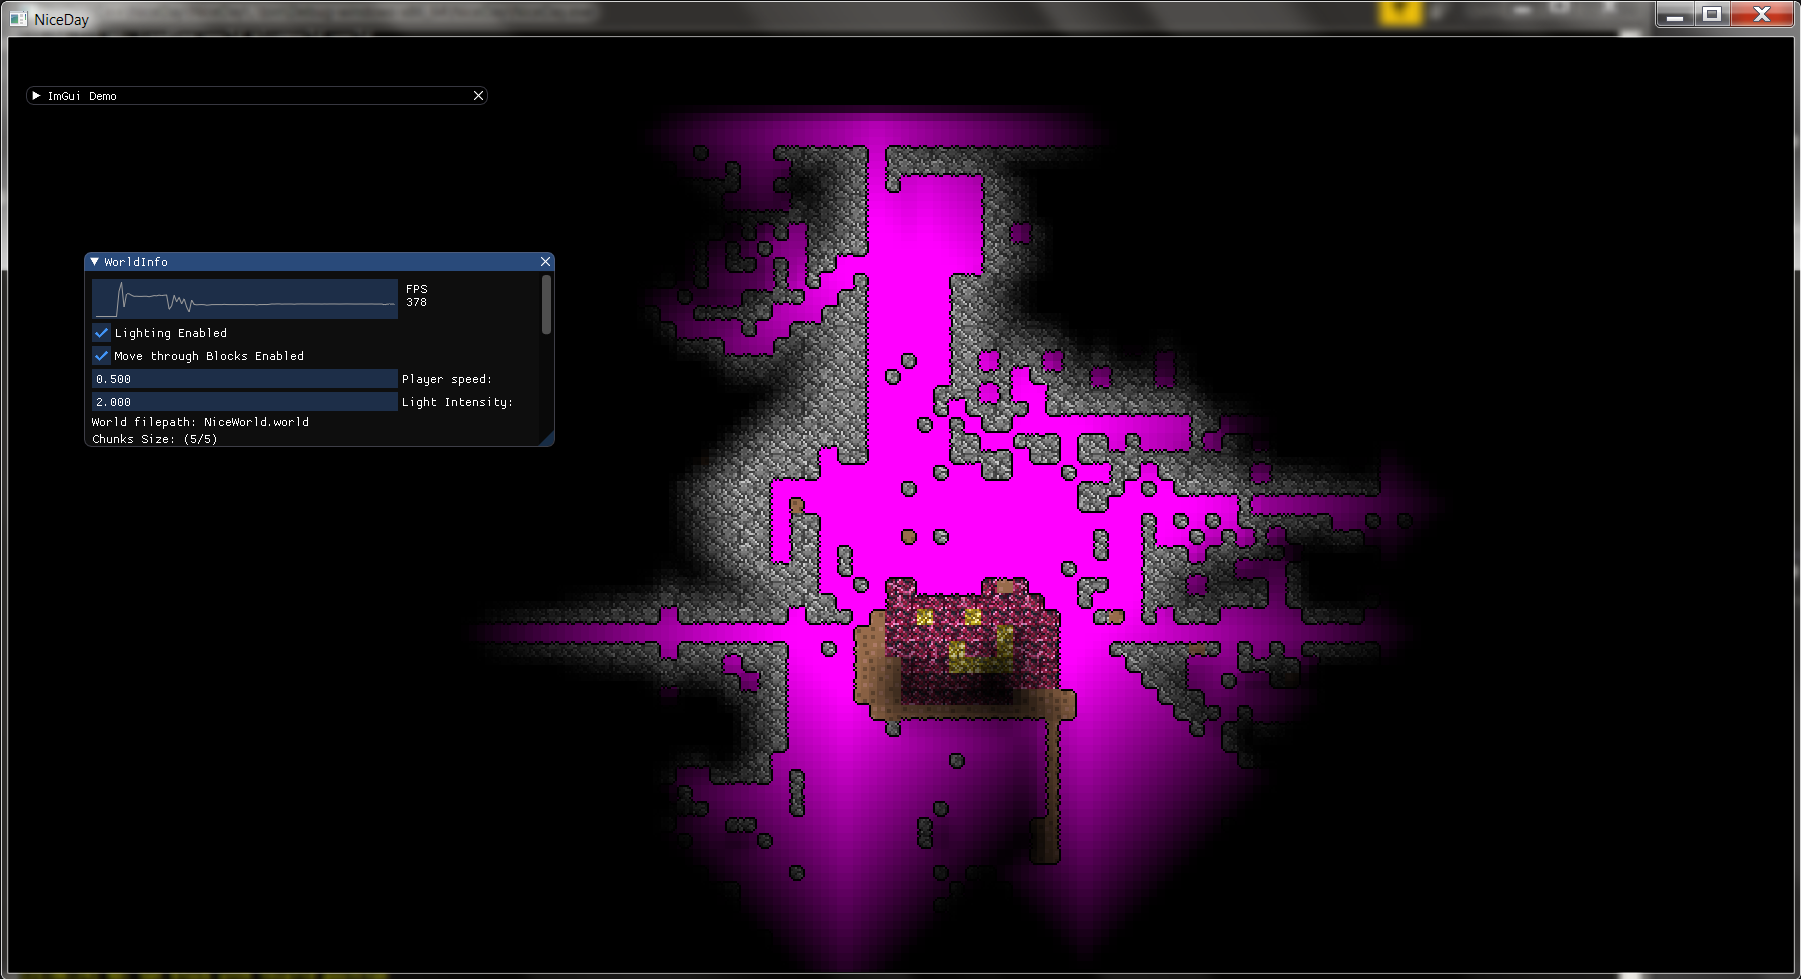 NiceDay
ImGui Demo
WorldInfo
FPS
378
Lighting Enabled
Move through Blocks Enabled
0.500 Player speed:
2.000 Light Intensity:
World filepath: NiceWorld.world
Chunks Size: (5/5)